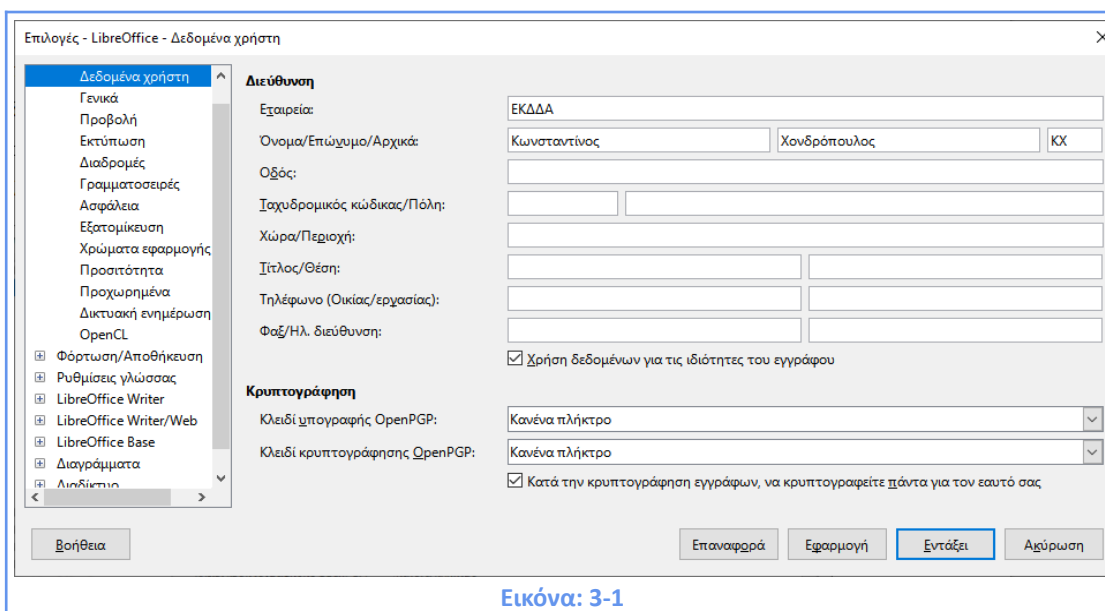 Επιλογές - LibreOffice - Δεδομένα χρήστη
Δεδομένα χρήστη
Γενικά
Προβολή
Εκτύπωση
Διαδρομές
Γραμματοσειρές
Ασφάλεια
Εξατομίκευση
Χρώματα εφαρμογής
Προσιτότητα
Προχωρημένα
Δικτυακή ενημέρωση
OpenCL
Φόρτωση/Αποθήκευση
Ρυθμίσεις γλώσσας
LibreOffice Writer
LibreOffice Writer/Web
LibreOffice Base
Διαγράμματα
Διαδίκτυο
Διεύθυνση
Εταιρεία: ΕΚΔΔΑ
Όνομα/Επώνυμο/Αρχικά: Κωνσταντίνος Χονδρόπουλος ΚΧ
Οδός:
Ταχυδρομικός κώδικας/Πόλη:
Χώρα/Περιοχή:
Τίτλος/Θέση:
Τηλέφωνο (Οικίας/εργασίας):
Φαξ/Ηλ. διεύθυνση:
Χρήση δεδομένων για τις ιδιότητες του εγγράφου
Κρυπτογράφηση
Κλειδί υπογραφής OpenPGP: Κανένα πλήκτρο
Κλειδί κρυπτογράφησης OpenPGP: Κανένα πλήκτρο
Κατά την κρυπτογράφηση εγγράφων, να κρυπτογραφείτε πάντα για τον εαυτό σας
Βοήθεια Επαναφορά Εφαρμογή Εντάξει Ακύρωση
Εικόνα: 3-1